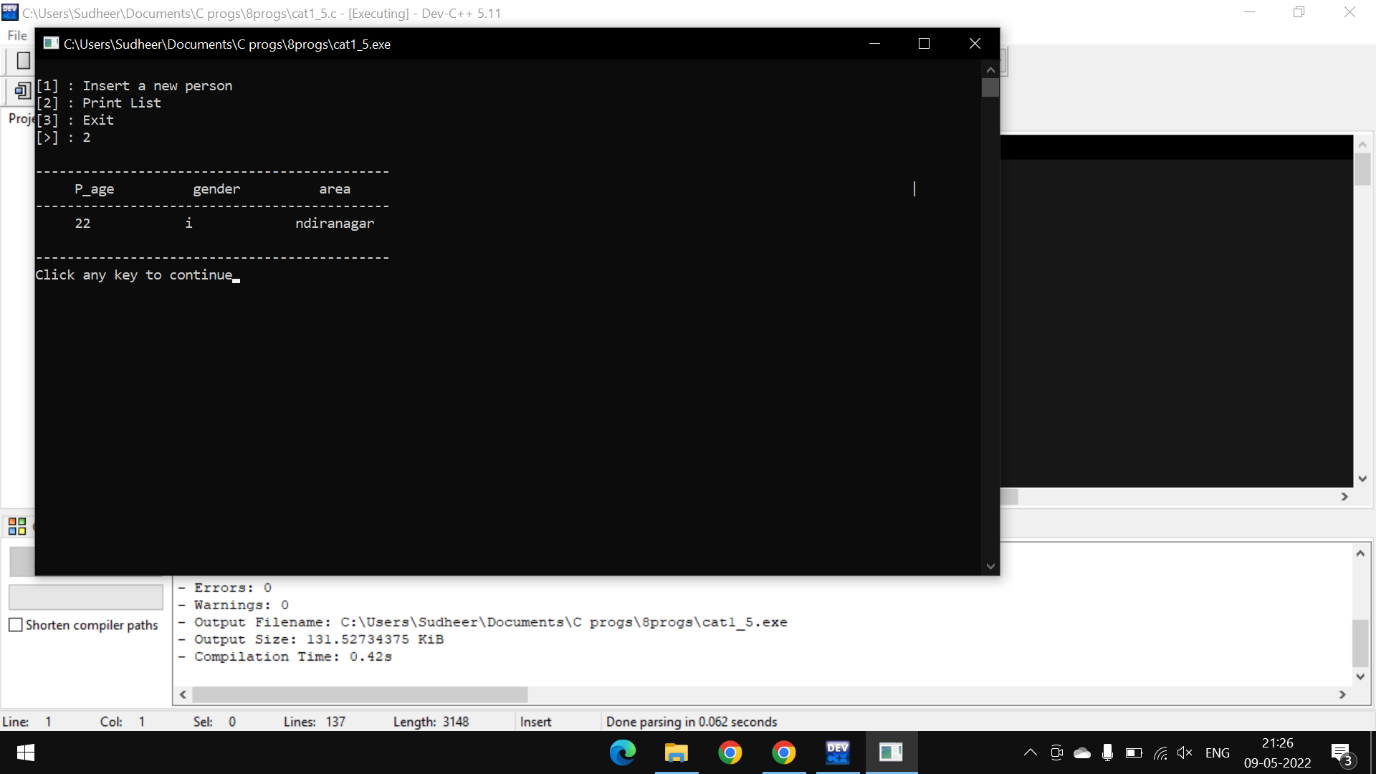 C:\Users\Sudheer\Documents\C progs\8progs\cat1_5.c - [Executing] - Dev-C++ 5.11
File
C:\Users\Sudheer\Documents\C progs\8progs\cat1_5.exe
[1] : Insert a new person
[2] : Print List
Proje
[3] : Exit
[>] : 2
---------------------------------------------
P_age gender area
---------------------------------------------
22 i ndiranagar
---------------------------------------------
Click any key to continue
- Errors: 0
- Warnings: 0
- Output Filename: C:\Users\Sudheer\Documents\C progs\8progs\cat1_5.exe
- Output Size: 131.52734375 KiB
- Compilation Time: 0.42s
Shorten compiler paths
Line: 1 Col: 1 Sel: 0 Lines: 137 Length: 3148 Insert Done parsing in 0.062 seconds
DEV C++
ENG
21:26
09-05-2022
3